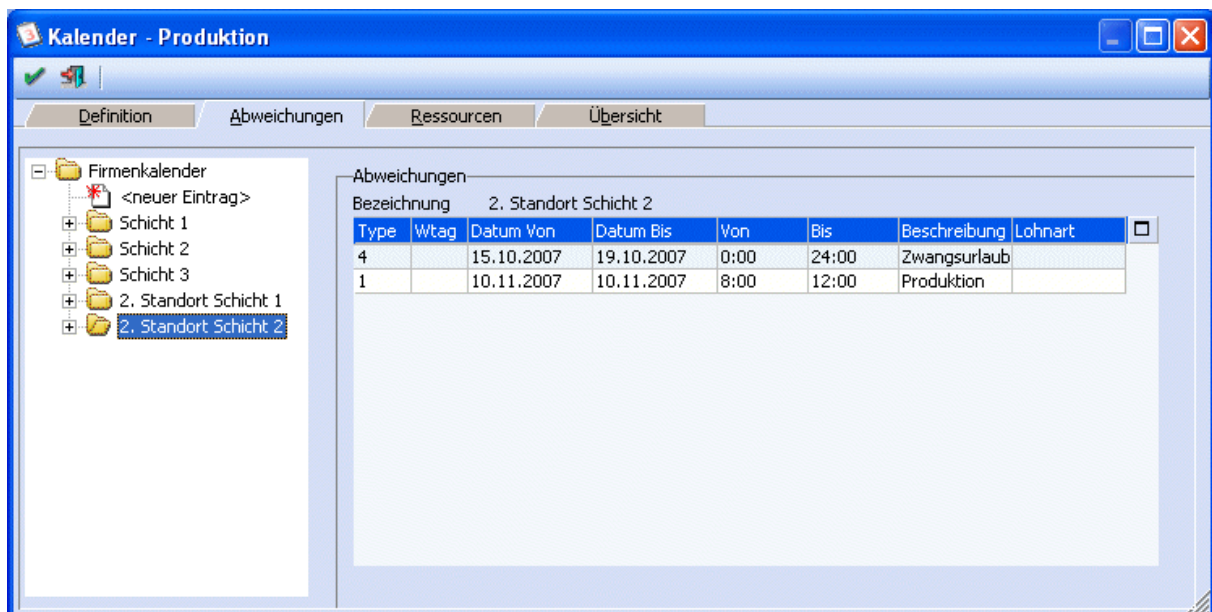 Kalender - Produktion
Definition Abweichungen Ressourcen Übersicht
Firmenkalender
<neuer Eintrag>
Schicht 1
Schicht 2
Schicht 3
2. Standort Schicht 1
2. Standort Schicht 2
Abweichungen
Bezeichnung 2. Standort Schicht 2
Type Wtag Datum Von Datum Bis Von Bis Beschreibung Lohnart
4 15.10.2007 19.10.2007 0:00 24:00 Zwangsurlaub
1 10.11.2007 10.11.2007 8:00 12:00 Produktion